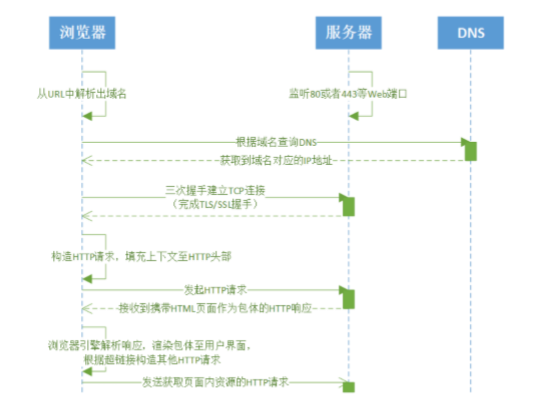 浏览器
服务器
DNS
从URL中解析出域名
监听80或者443等Web端口
根据域名查询DNS
获取到域名对应的IP地址
三次握手建立TCP连接
（完成TLS/SSL握手）
构造HTTP请求，填充上下文至HTTP头部
发起HTTP请求
接收到携带HTML页面作为包体的HTTP响应
浏览器引擎解析响应，渲染包体至用户界面，
根据超链接构造其他HTTP请求
发送获取页面内资源的HTTP请求